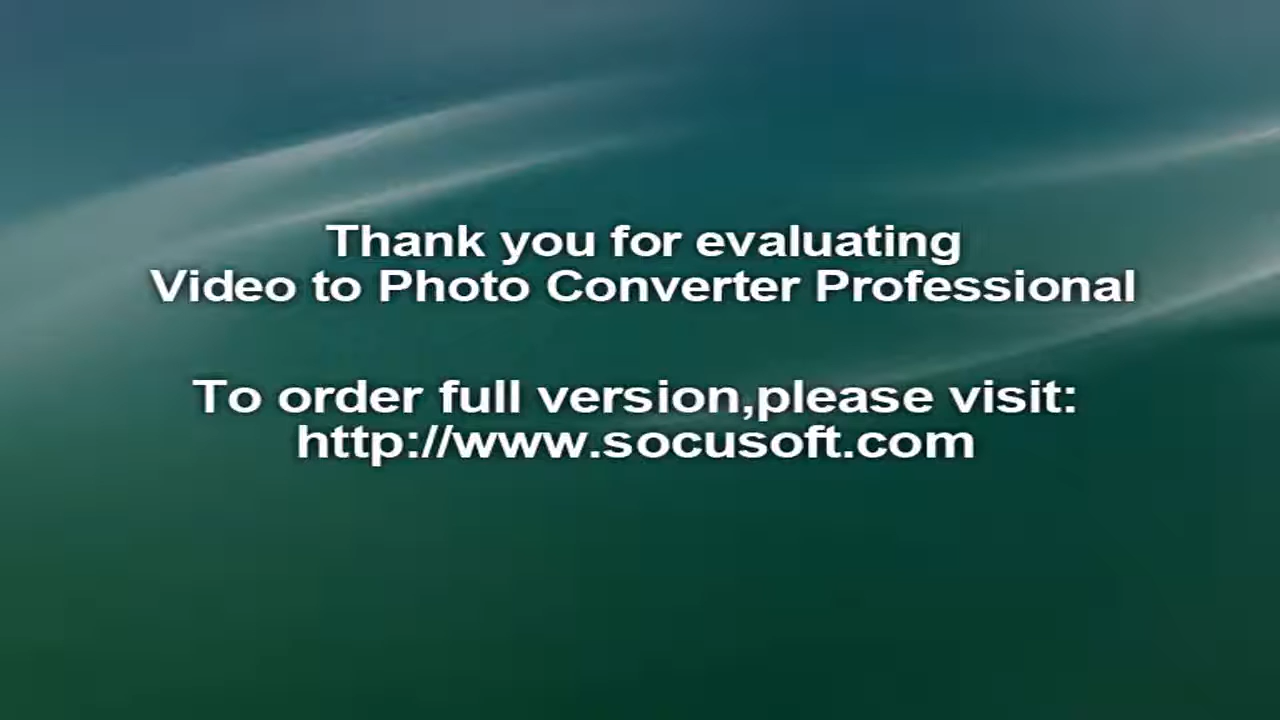 Thank you for evaluating
Video to Photo Converter Professional
To order full version,please visit:
http://www.socusoft.com